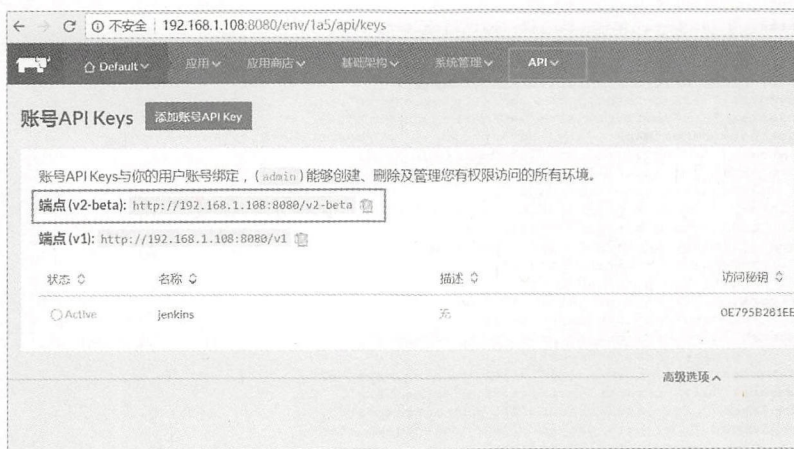 不安全 192.168.1.108:8080/env/1a5/api/keys
Default 应用 应用商店 基础架构 系统管理 API
账号API Keys 添加账号API Key
账号API Keys与你的用户账号绑定，(admin)能够创建、删除及管理您有权限访问的所有环境。
端点(v2-beta): http://192.168.1.108:8080/v2-beta
端点(v1): http://192.168.1.108:8080/v1
状态 名称 描述 访问秘钥
Active jenkins 0E795B261EE
高级选项